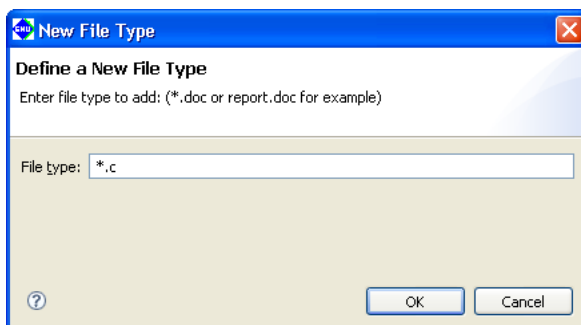 New File Type
Define a New File Type
Enter file type to add: (*.doc or report.doc for example)
File type: *.c
OK Cancel